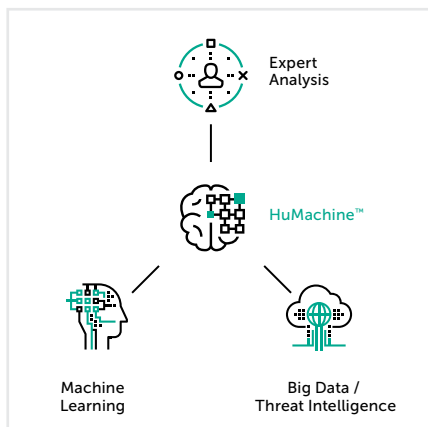 Expert
Analysis
HuMachine™
Machine
Learning
Big Data /
Threat Intelligence